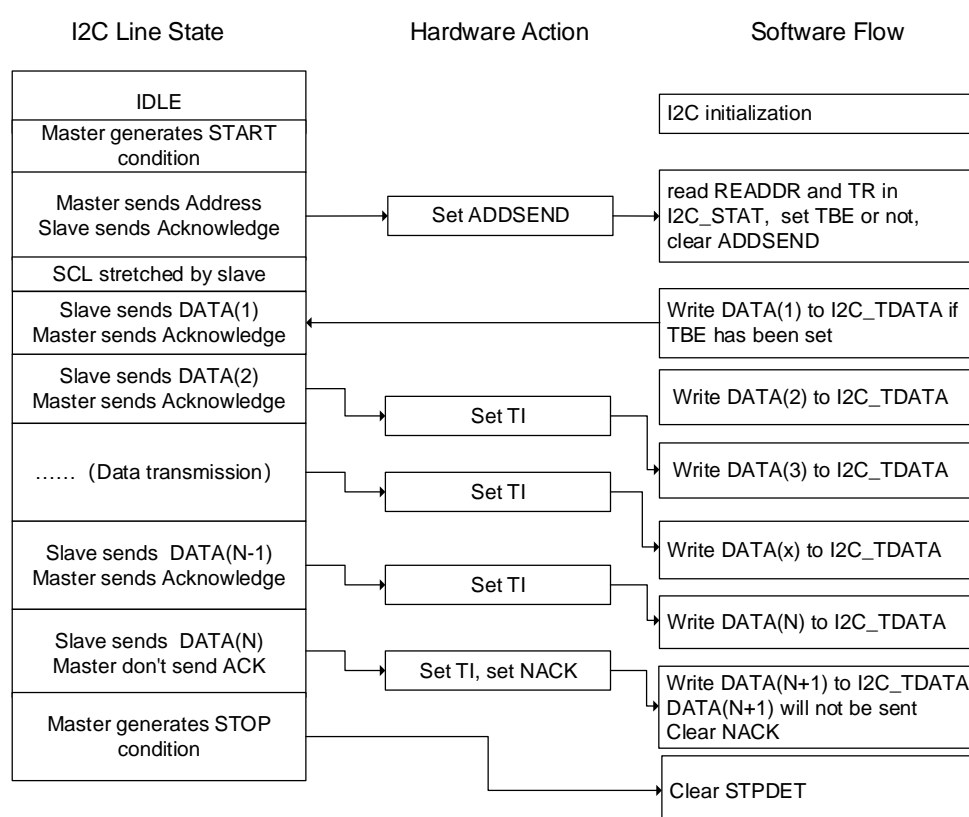 I2C Line State
Hardware Action
Software Flow
IDLE
I2C initialization
Master generates START
condition
Master sends Address
Slave sends Acknowledge
Set ADDSEND
read READDR and TR in
I2C_STAT, set TBE or not,
clear ADDSEND
SCL stretched by slave
Slave sends DATA(1)
Master sends Acknowledge
Write DATA(1) to I2C_TDATA if
TBE has been set
Slave sends DATA(2)
Master sends Acknowledge
Set TI
Write DATA(2) to I2C_TDATA
Write DATA(3) to I2C_TDATA
…… (Data transmission)
Set TI
Write DATA(x) to I2C_TDATA
Slave sends DATA(N-1)
Master sends Acknowledge
Set TI
Write DATA(N) to I2C_TDATA
Slave sends DATA(N)
Master don't send ACK
Set TI, set NACK
Write DATA(N+1) to I2C_TDATA
DATA(N+1) will not be sent
Clear NACK
Master generates STOP
condition
Clear STPDET